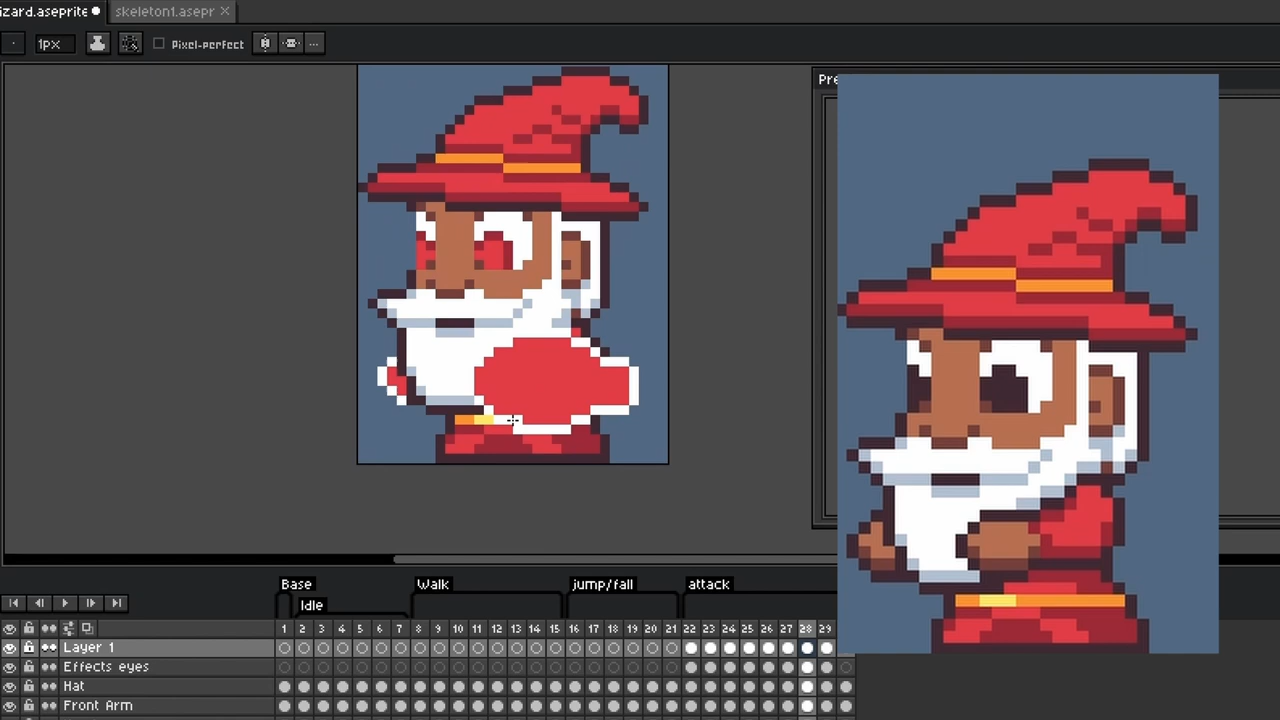 izard.aseprite ● skeleton1.asepr ×
1px Pixel-perfect ...
Pre
Base Walk jump/fall attack
Idle
1 2 3 4 5 6 7 8 9 10 11 12 13 14 15 16 17 18 19 20 21 22 23 24 25 26 27 28 29
Layer 1
Effects eyes
Hat
Front Arm